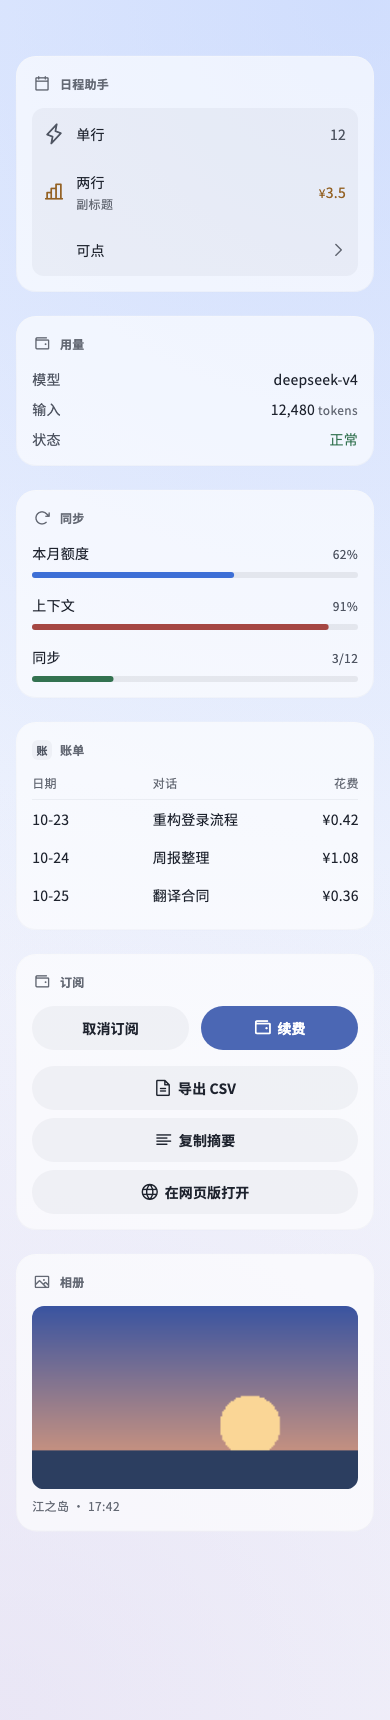 日程助手
单行 12
两行 ¥3.5
副标题
可点
用量
模型 deepseek-v4
输入 12,480 tokens
状态 正常
同步
本月额度 62%
上下文 91%
同步 3/12
账 账单
日期 对话 花费
10-23 重构登录流程 ¥0.42
10-24 周报整理 ¥1.08
10-25 翻译合同 ¥0.36
订阅
取消订阅 续费
导出 CSV
复制摘要
在网页版打开
相册
江之岛 · 17:42